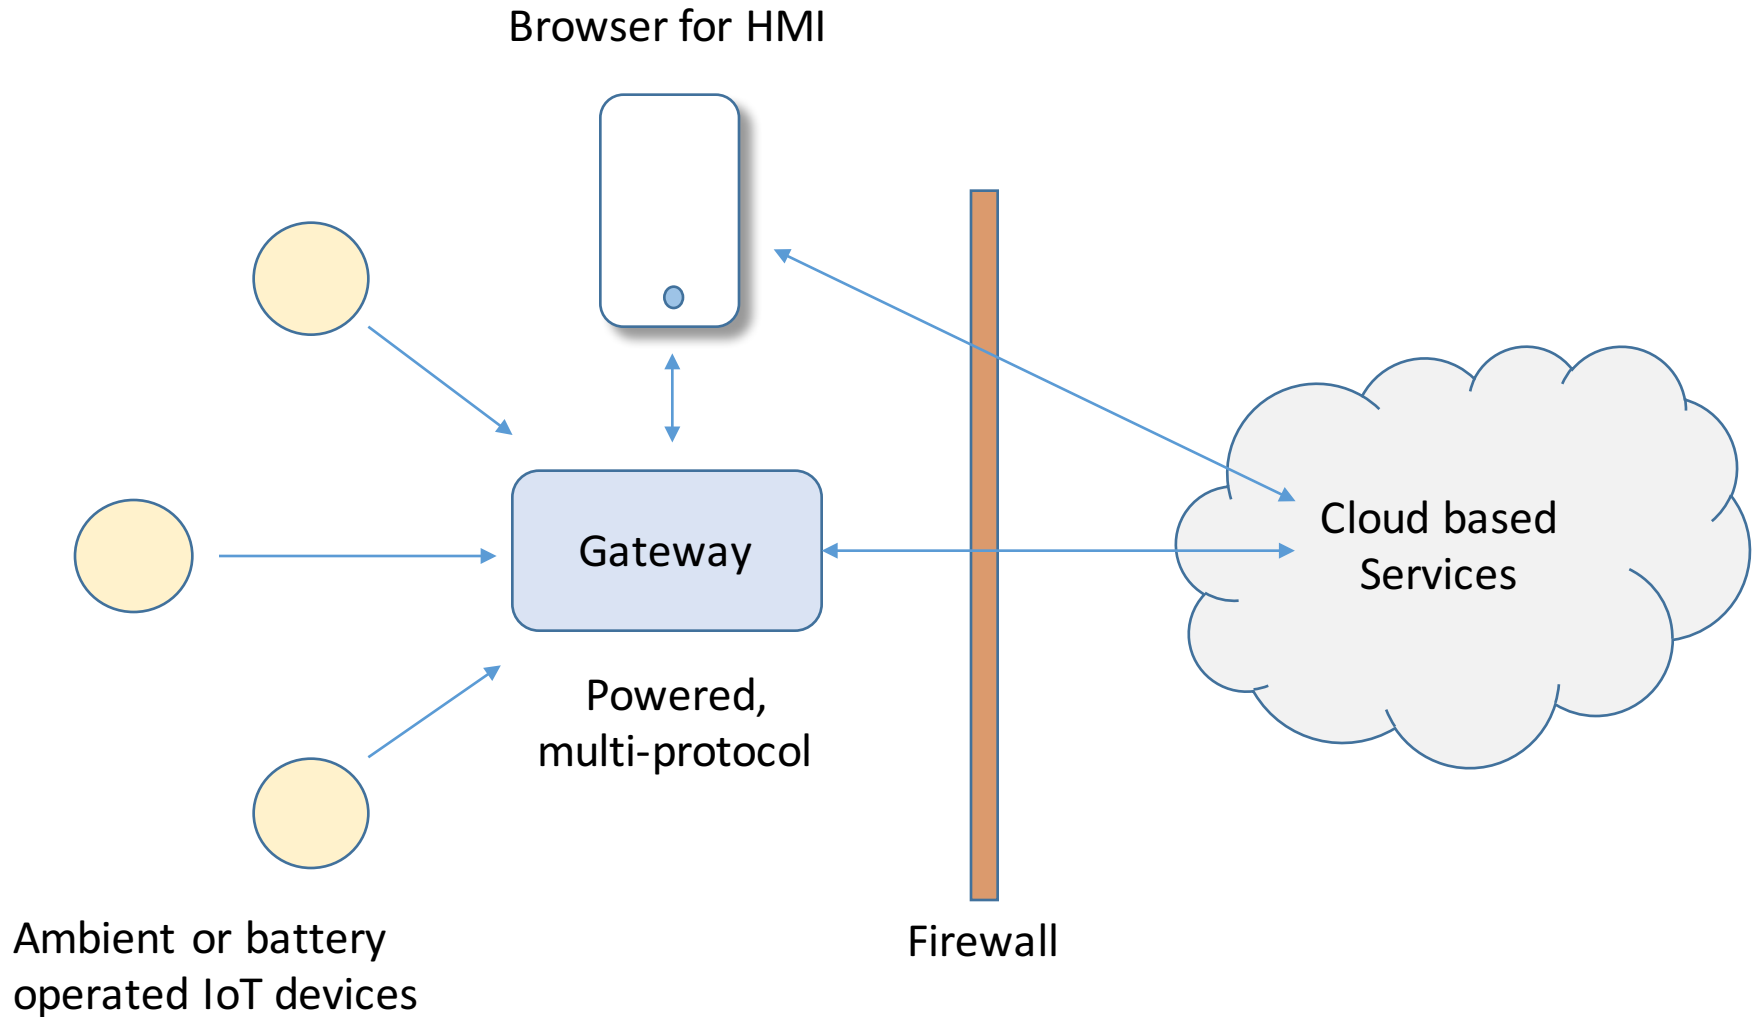 Browser for HMI
Gateway
Powered,
multi-protocol
Cloud based
Services
Ambient or battery
operated IoT devices
Firewall